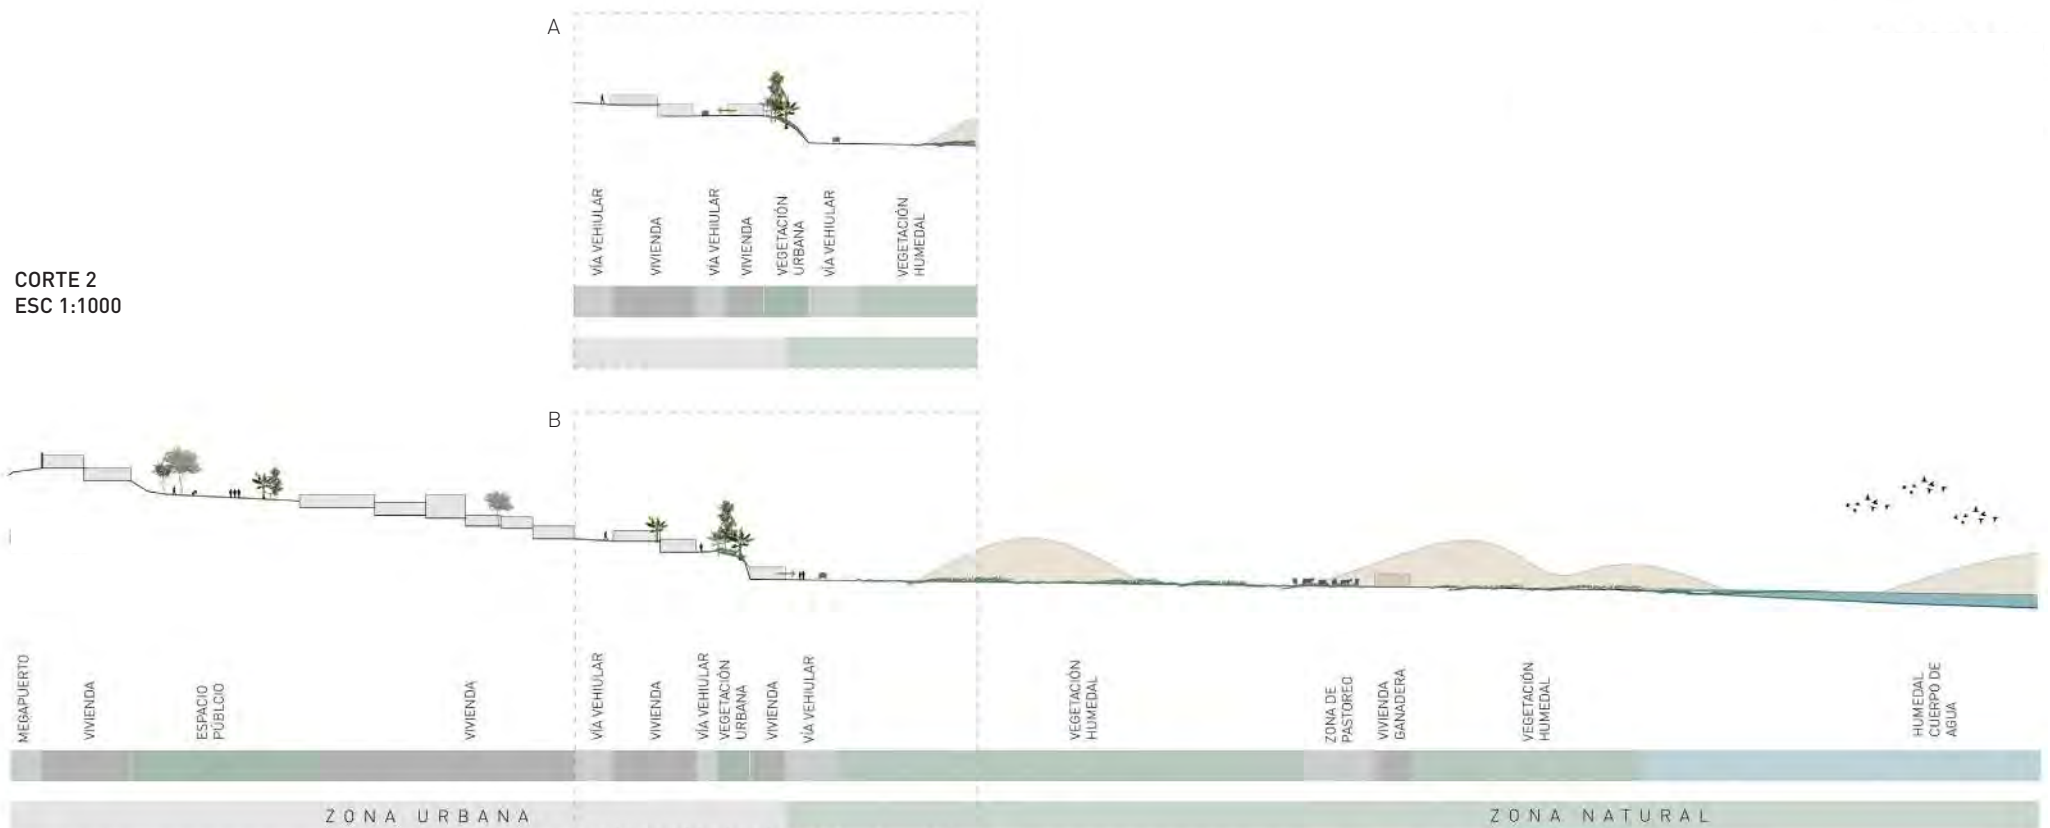 A
VÍA VEHIULAR
VIVIENDA
VÍA VEHIULAR
VIVIENDA
VEGETACIÓN
URBANA
VÍA VEHIULAR
VEGETACIÓN
HUMEDAL
CORTE 2
ESC 1:1000
B
MEGAPUERTO
VIVIENDA
ESPACIO
PÚBLCIO
VIVIENDA
VÍA VEHIULAR
VIVIENDA
VÍA VEHIULAR
VEGETACIÓN
URBANA
VIVIENDA
VÍA VEHIULAR
VEGETACIÓN
HUMEDAL
ZONA DE
PASTOREO
VIVIENDA
GANADERA
VEGETACIÓN
HUMEDAL
HUMEDAL
CUERPO DE
AGUA
ZONA URBANA
ZONA NATURAL